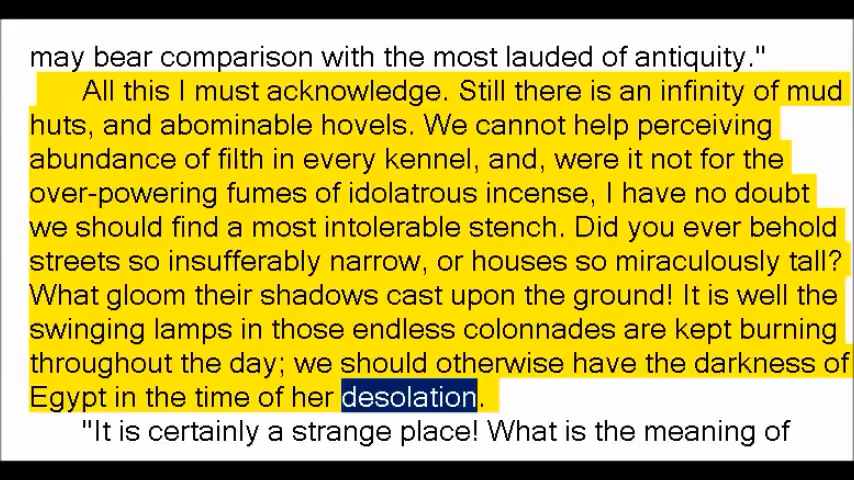 may bear comparison with the most lauded of antiquity."
All this I must acknowledge. Still there is an infinity of mud
huts, and abominable hovels. We cannot help perceiving
abundance of filth in every kennel, and, were it not for the
over-powering fumes of idolatrous incense, I have no doubt
we should find a most intolerable stench. Did you ever behold
streets so insufferably narrow, or houses so miraculously tall?
What gloom their shadows cast upon the ground! It is well the
swinging lamps in those endless colonnades are kept burning
throughout the day; we should otherwise have the darkness of
Egypt in the time of her desolation.
"It is certainly a strange place! What is the meaning of